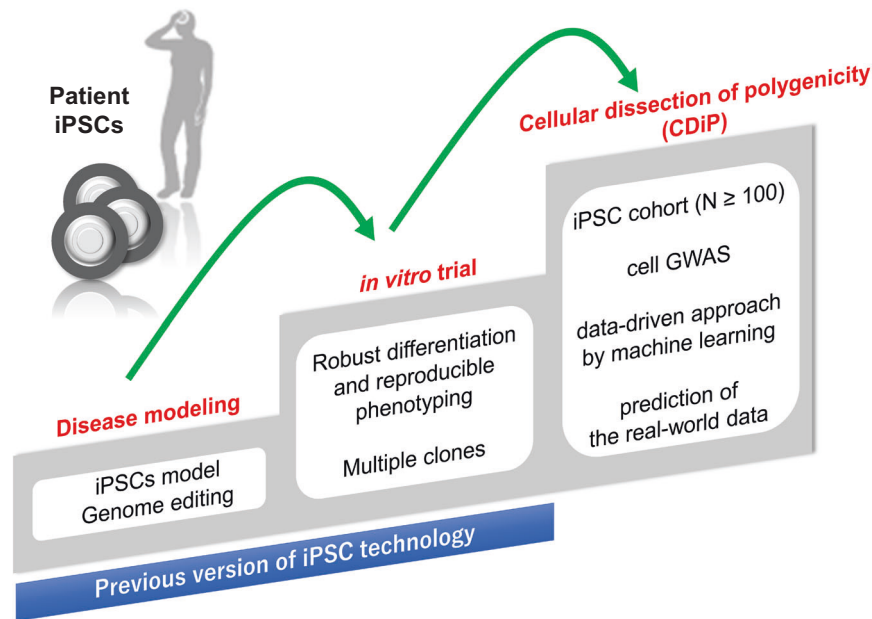 Patient
iPSCs
Disease modeling
iPSCs model
Genome editing
in vitro trial
Robust differentiation
and reproducible
phenotyping
Multiple clones
Cellular dissection of polygenicity
(CDiP)
iPSC cohort (N ≥ 100)
cell GWAS
data-driven approach
by machine learning
prediction of
the real-world data
Previous version of iPSC technology